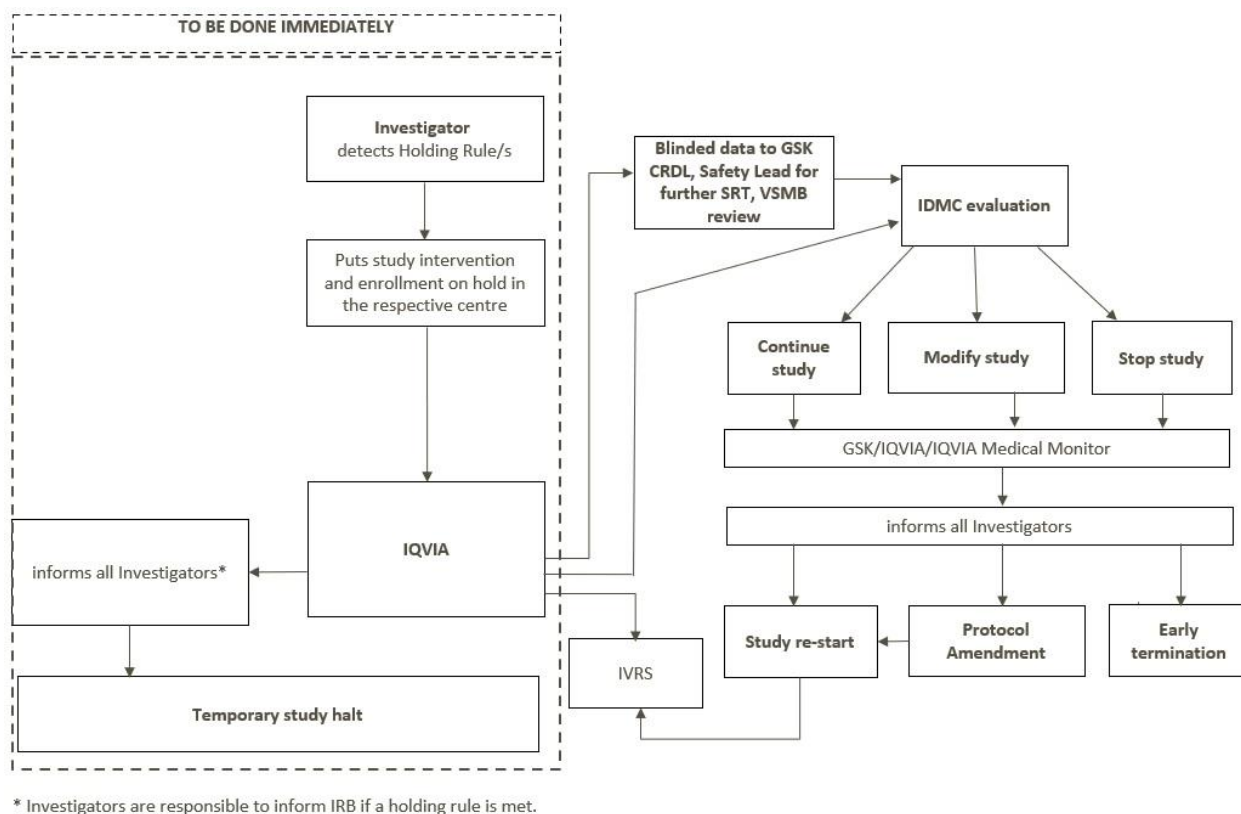 TO BE DONE IMMEDIATELY
Investigator
detects Holding Rule/s
Puts study intervention
and enrollment on hold in
the respective centre
IQVIA
informs all Investigators*
Temporary study halt
Blinded data to GSK
CRDL, Safety Lead for
further SRT, VSMB
review
IDMC evaluation
Continue
study
Modify study
Stop study
GSK/IQVIA/IQVIA Medical Monitor
informs all Investigators
Study re-start
Protocol
Amendment
Early
termination
IVRS
* Investigators are responsible to inform IRB if a holding rule is met.